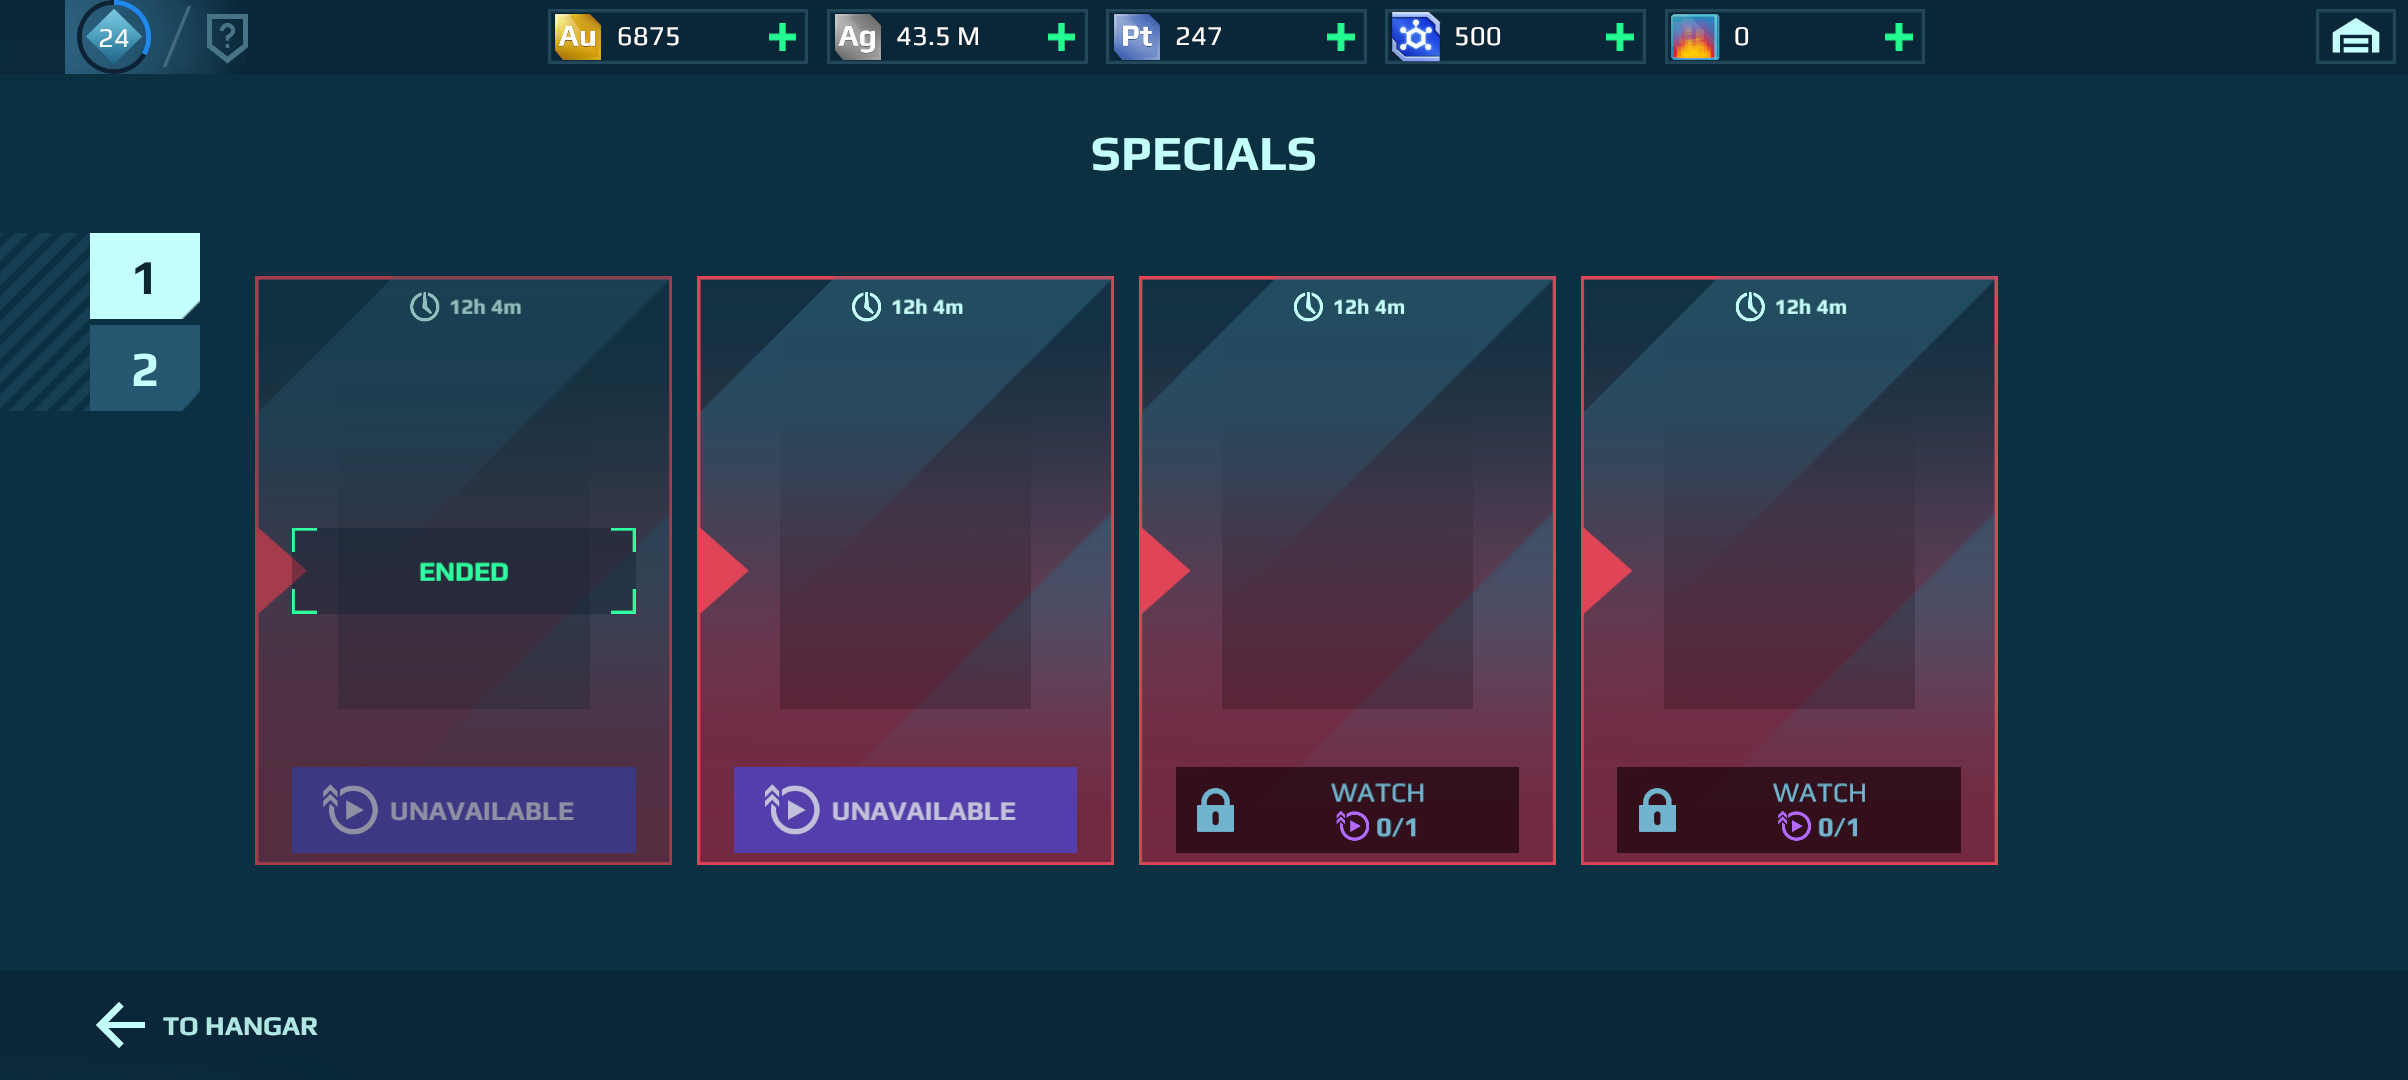 24
?
Au 6875
Ag 43.5 M
Pt 247
500
0
SPECIALS
1
2
12h 4m
ENDED
UNAVAILABLE
12h 4m
UNAVAILABLE
12h 4m
WATCH
0/1
12h 4m
WATCH
0/1
TO HANGAR